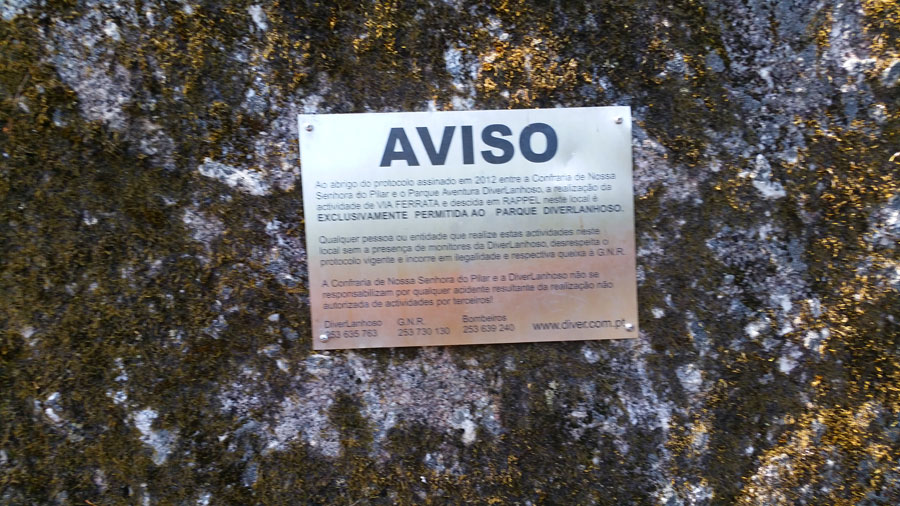 AVISO
Ao abrigo do protocolo assinado em 2012 entre a Confraria de Nossa
Senhora do Pilar e o Parque Aventura DiverLanhoso, a realização da
actividade de VIA FERRATA e descida em RAPPEL neste local é
EXCLUSIVAMENTE PERMITIDA AO PARQUE DIVERLANHOSO.
Qualquer pessoa ou entidade que realize estas actividades neste
local sem a presença de monitores da DiverLanhoso, desrespeita o
protocolo vigente e incorre em ilegalidade e respectiva queixa à G.N.R.
A Confraria de Nossa Senhora do Pilar e a DiverLanhoso não se
responsabilizam por qualquer acidente resultante da realização não
autorizada de actividades por terceiros!
DiverLanhoso G.N.R. Bombeiros
253 635 763 253 730 130 253 639 240 www.diver.com.pt